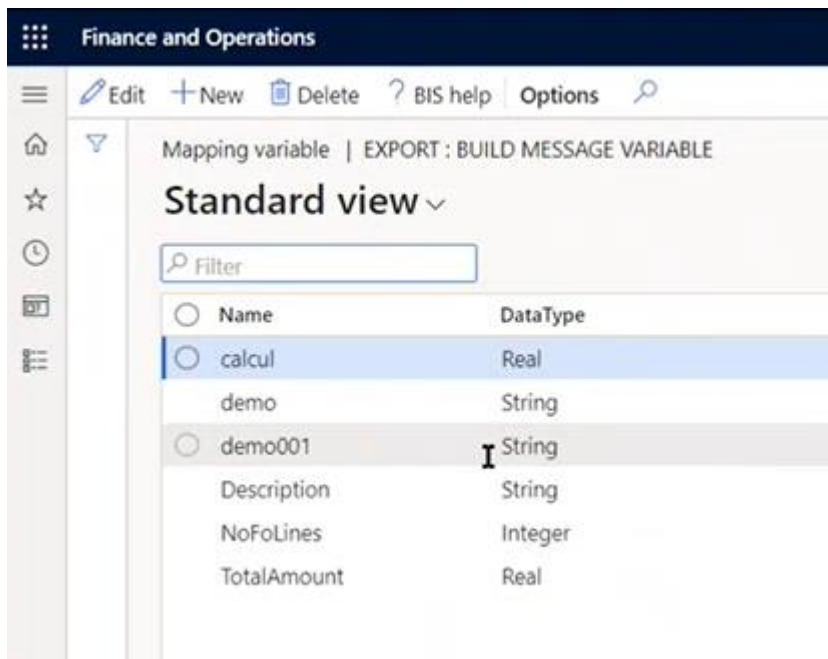 Finance and Operations
Edit New Delete ? BIS help Options
Mapping variable | EXPORT : BUILD MESSAGE VARIABLE
Standard view
Filter
Name DataType
calcul Real
demo String
demo001 String
Description String
NoFoLines Integer
TotalAmount Real